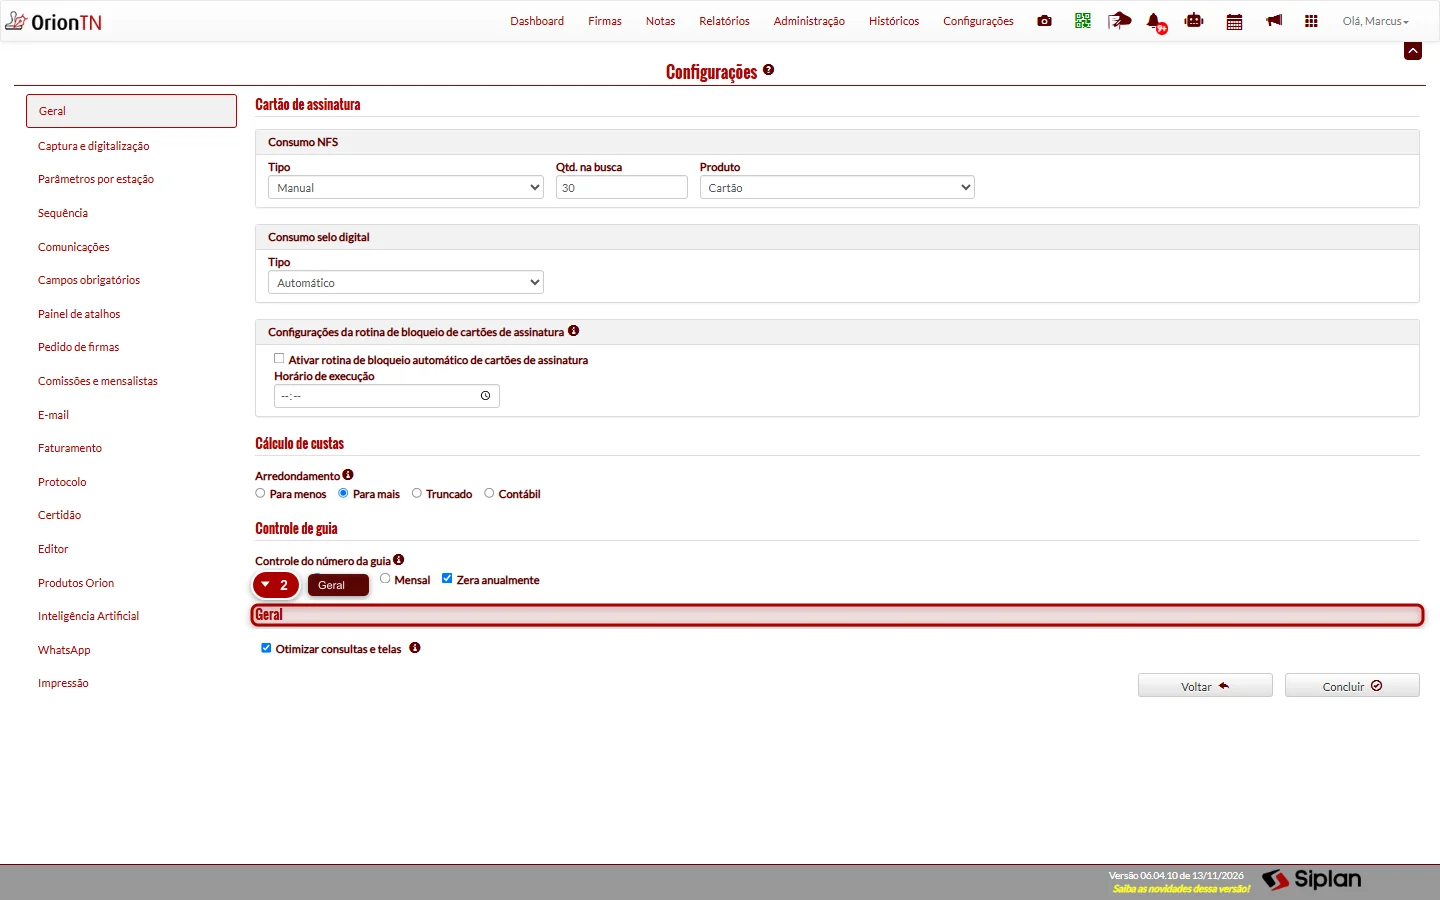 OrionTN
Dashboard Firmas Notas Relatórios Administração Históricos Configurações 9+ Olá, Marcus
Configurações
Geral
Captura e digitalização
Parâmetros por estação
Sequência
Comunicações
Campos obrigatórios
Painel de atalhos
Pedido de firmas
Comissões e mensalistas
E-mail
Faturamento
Protocolo
Certidão
Editor
Produtos Orion
Inteligência Artificial
WhatsApp
Impressão
Cartão de assinatura
Consumo NFS
Tipo Qtd. na busca Produto
Manual 30 Cartão
Consumo selo digital
Tipo
Automático
Configurações da rotina de bloqueio de cartões de assinatura
Ativar rotina de bloqueio automático de cartões de assinatura
Horário de execução
--:--
Cálculo de custas
Arredondamento
Para menos Para mais Truncado Contábil
Controle de guia
Controle do número da guia
2 Geral Mensal Zera anualmente
Geral
Otimizar consultas e telas
Voltar Concluir
Versão 06.04.10 de 13/11/2026
Saiba as novidades dessa versão!
Siplan